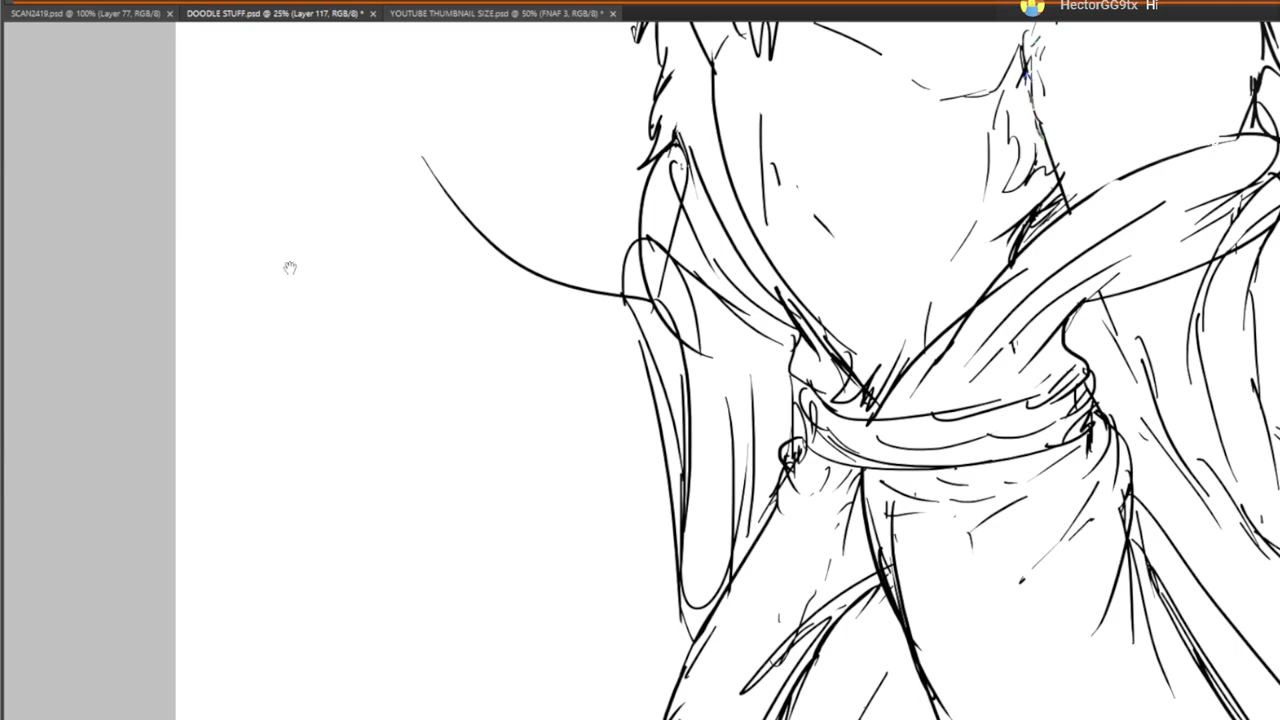 HectorGG9tx Hi
SCAN2419.psd @ 100% (Layer 77, RGB/8) × DOODLE STUFF.psd @ 25% (Layer 117, RGB/8) * × YOUTUBE THUMBNAIL SIZE.psd @ 50% (FNAF 3, RGB/8) * ×